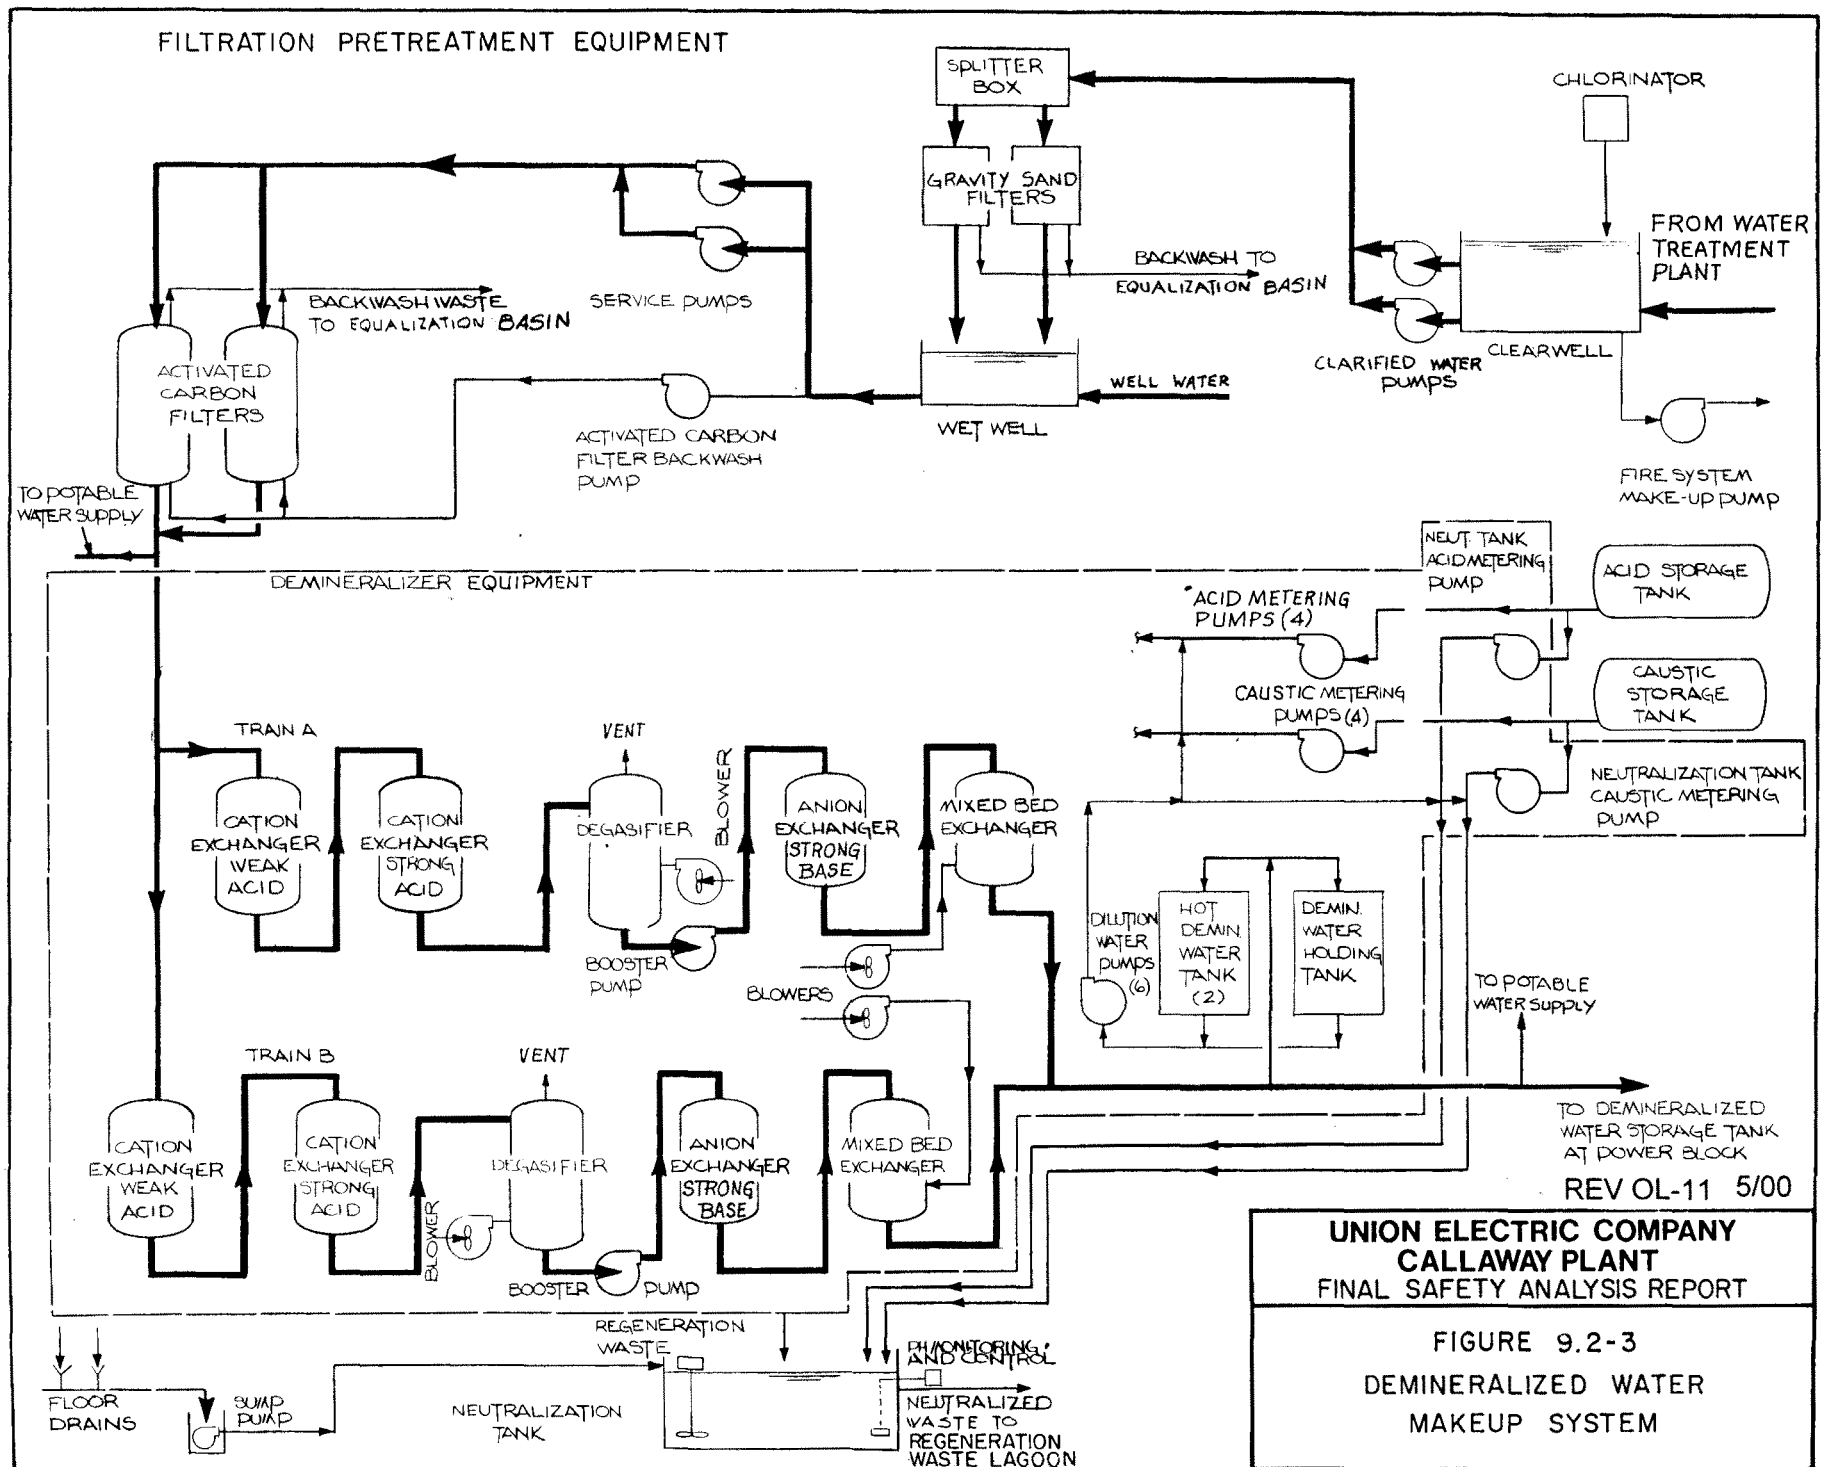 FILTRATION PRETREATMENT EQUIPMENT
SPLITTER
BOX
CHLORINATOR
GRAVITY SAND
FILTERS
FROM WATER
TREATMENT
PLANT
BACKWASH TO
EQUALIZATION BASIN
BACKWASH WASTE
TO EQUALIZATION BASIN
SERVICE PUMPS
CLEARWELL
CLARIFIED WATER
PUMPS
ACTIVATED
CARBON
FILTERS
WELL WATER
WET WELL
ACTIVATED CARBON
FILTER BACKWASH
PUMP
FIRE SYSTEM
MAKE-UP PUMP
TO POTABLE
WATER SUPPLY
DEMINERALIZER EQUIPMENT
NEUT. TANK
ACID METERING
PUMP
ACID STORAGE
TANK
ACID METERING
PUMPS (4)
CAUSTIC
STORAGE
TANK
CAUSTIC METERING
PUMPS (4)
NEUTRALIZATION TANK
CAUSTIC METERING
PUMP
TRAIN A
VENT
BLOWER
CATION
EXCHANGER
WEAK
ACID
CATION
EXCHANGER
STRONG
ACID
DEGASIFIER
ANION
EXCHANGER
STRONG
BASE
MIXED BED
EXCHANGER
BOOSTER
PUMP
BLOWERS
DILUTION
WATER
PUMPS
(6)
HOT
DEMIN.
WATER
TANK
(2)
DEMIN.
WATER
HOLDING
TANK
TO POTABLE
WATER SUPPLY
TRAIN B
VENT
CATION
EXCHANGER
WEAK
ACID
CATION
EXCHANGER
STRONG
ACID
BLOWER
DEGASIFIER
ANION
EXCHANGER
STRONG
BASE
MIXED BED
EXCHANGER
BOOSTER PUMP
TO DEMINERALIZED
WATER STORAGE TANK
AT POWER BLOCK
REV OL-11 5/00
REGENERATION
WASTE
PH MONITORING
AND CONTROL
FLOOR
DRAINS
SUMP
PUMP
NEUTRALIZATION
TANK
NEUTRALIZED
WASTE TO
REGENERATION
WASTE LAGOON
UNION ELECTRIC COMPANY
CALLAWAY PLANT
FINAL SAFETY ANALYSIS REPORT
FIGURE 9.2-3
DEMINERALIZED WATER
MAKEUP SYSTEM